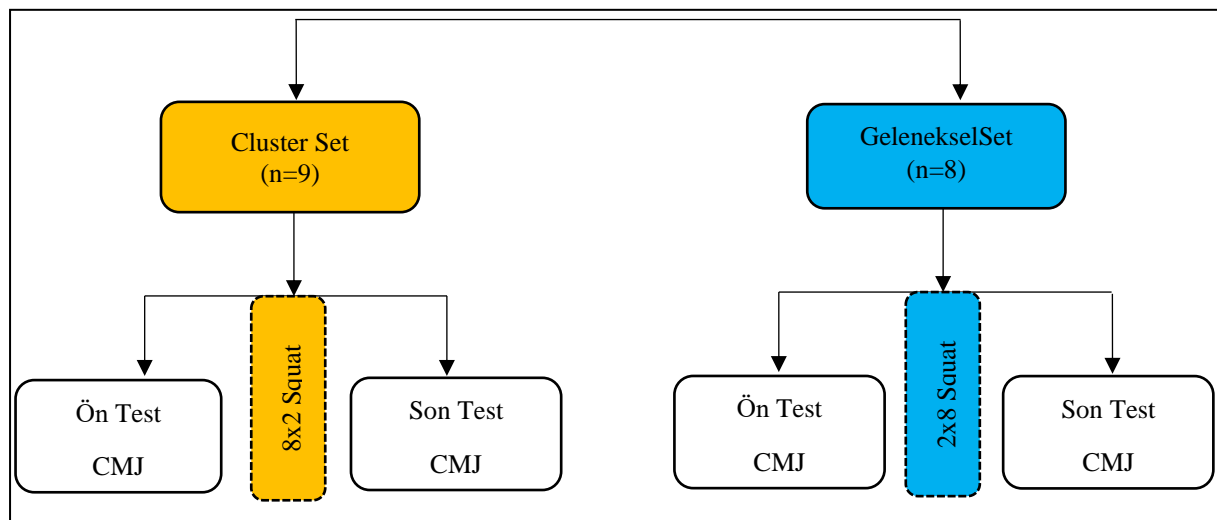 Cluster Set
(n=9)
GelenekselSet
(n=8)
Ön Test
CMJ
8x2 Squat
Son Test
CMJ
Ön Test
CMJ
2x8 Squat
Son Test
CMJ